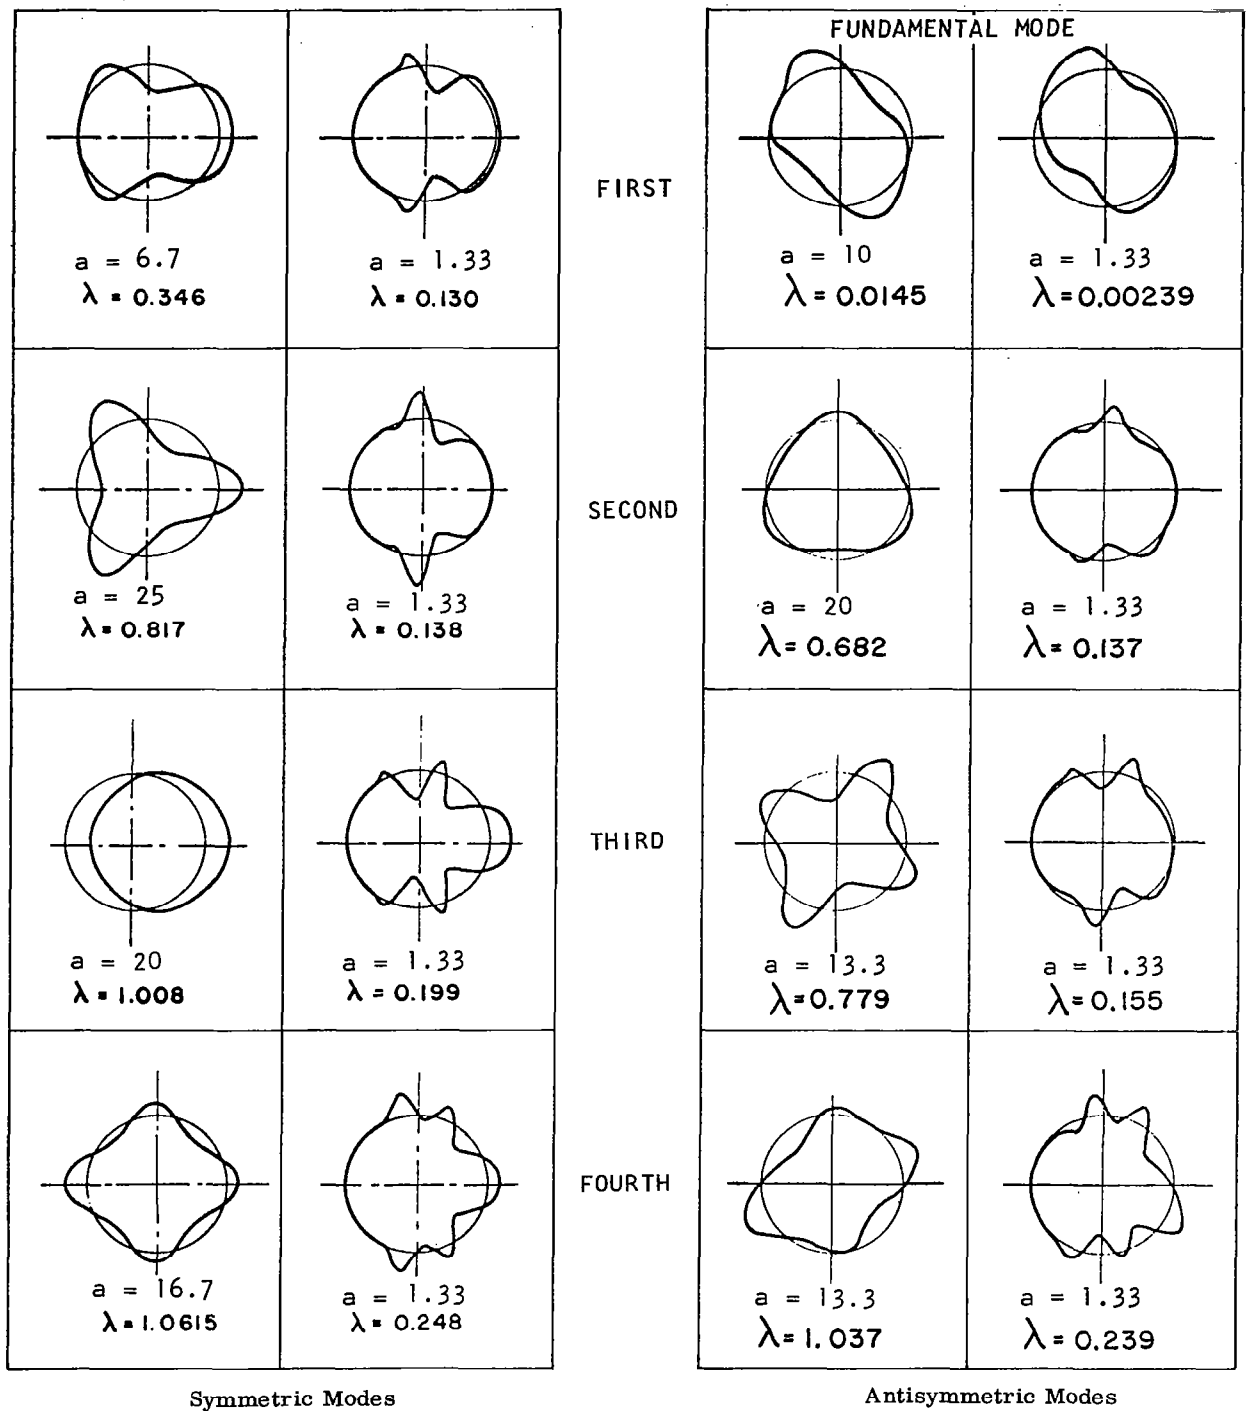 FUNDAMENTAL MODE
a = 6.7
λ = 0.346
a = 1.33
λ = 0.130
FIRST
a = 10
λ = 0.0145
a = 1.33
λ = 0.00239
a = 25
λ = 0.817
a = 1.33
λ = 0.138
SECOND
a = 20
λ = 0.682
a = 1.33
λ = 0.137
a = 20
λ = 1.008
a = 1.33
λ = 0.199
THIRD
a = 13.3
λ = 0.779
a = 1.33
λ = 0.155
a = 16.7
λ = 1.0615
a = 1.33
λ = 0.248
FOURTH
a = 13.3
λ = 1.037
a = 1.33
λ = 0.239
Symmetric Modes
Antisymmetric Modes